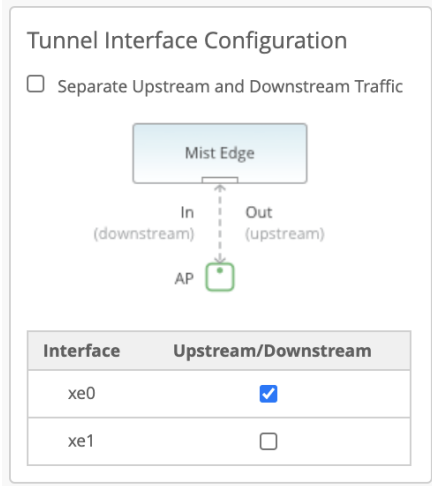 Tunnel Interface Configuration
Separate Upstream and Downstream Traffic
Mist Edge
In Out
(downstream) (upstream)
AP
Interface Upstream/Downstream
xe0
xe1